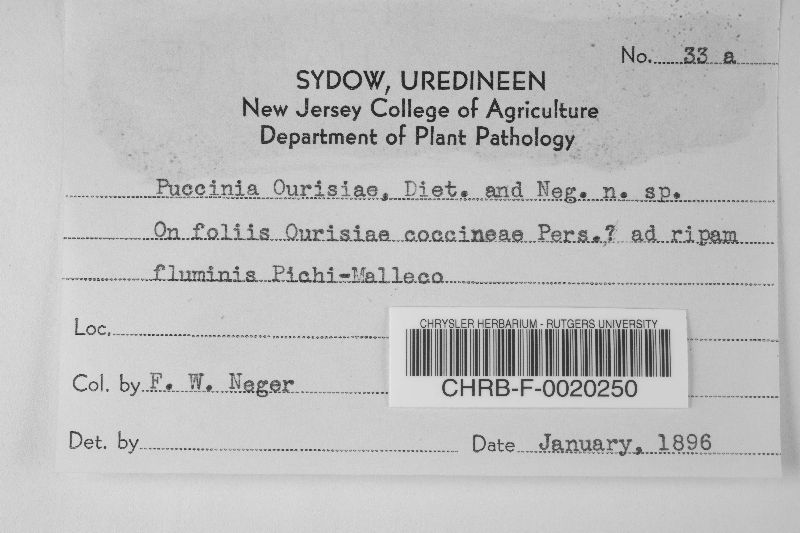 No. 33 a
SYDOW, UREDINEEN
New Jersey College of Agriculture
Department of Plant Pathology
Puccinia Ourisiae, Diet. and Neg. n. sp.
On foliis Ourisiae coccineae Pers.? ad ripam
fluminis Pichi-Malleco
Loc.
CHRYSLER HERBARIUM - RUTGERS UNIVERSITY
CHRB-F-0020250
Col. by F. W. Neger
Det. by
Date January, 1896